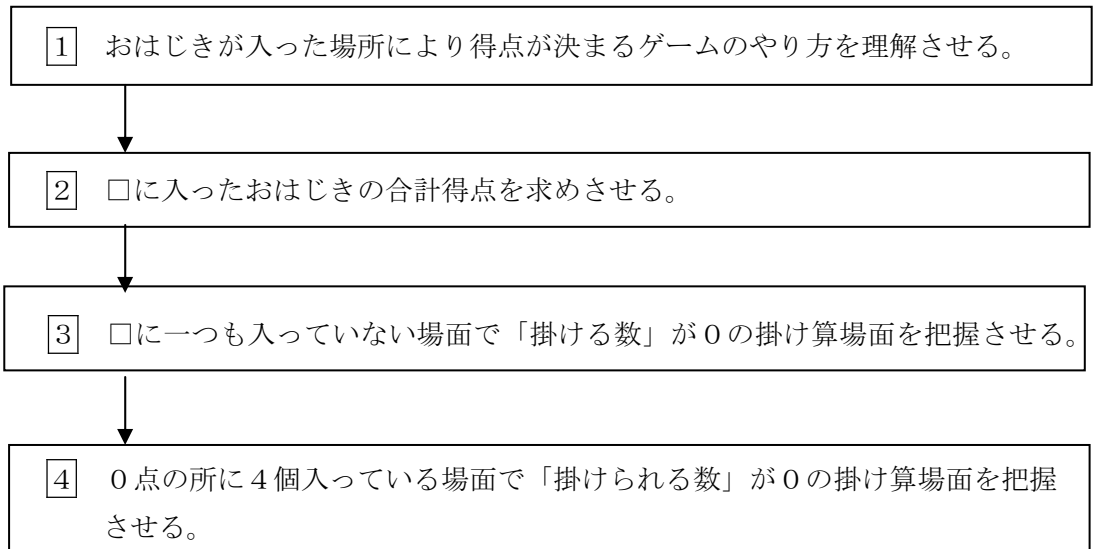 1 おはじきが入った場所により得点が決まるゲームのやり方を理解させる。
2 □に入ったおはじきの合計得点を求めさせる。
3 □に一つも入っていない場面で「掛ける数」が０の掛け算場面を把握させる。
4 ０点の所に４個入っている場面で「掛けられる数」が０の掛け算場面を把握
させる。